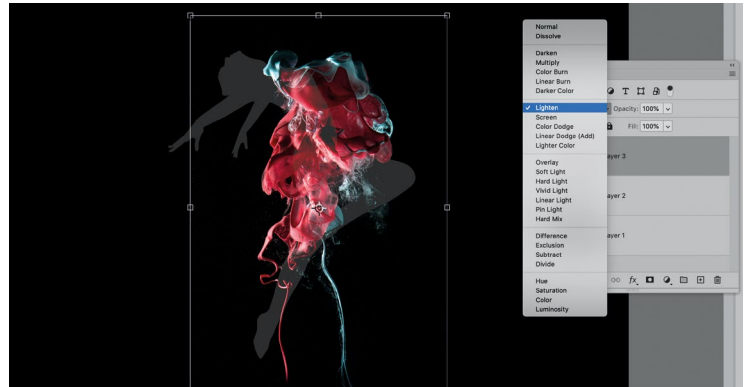 Normal
Dissolve
Darken
Multiply
Color Burn
Linear Burn
Darker Color
✓ Lighten
Screen
Color Dodge
Linear Dodge (Add)
Lighter Color
Overlay
Soft Light
Hard Light
Vivid Light
Linear Light
Pin Light
Hard Mix
Difference
Exclusion
Subtract
Divide
Hue
Saturation
Color
Luminosity
T
Opacity: 100%
Fill: 100%
ayer 3
ayer 2
ayer 1
fx